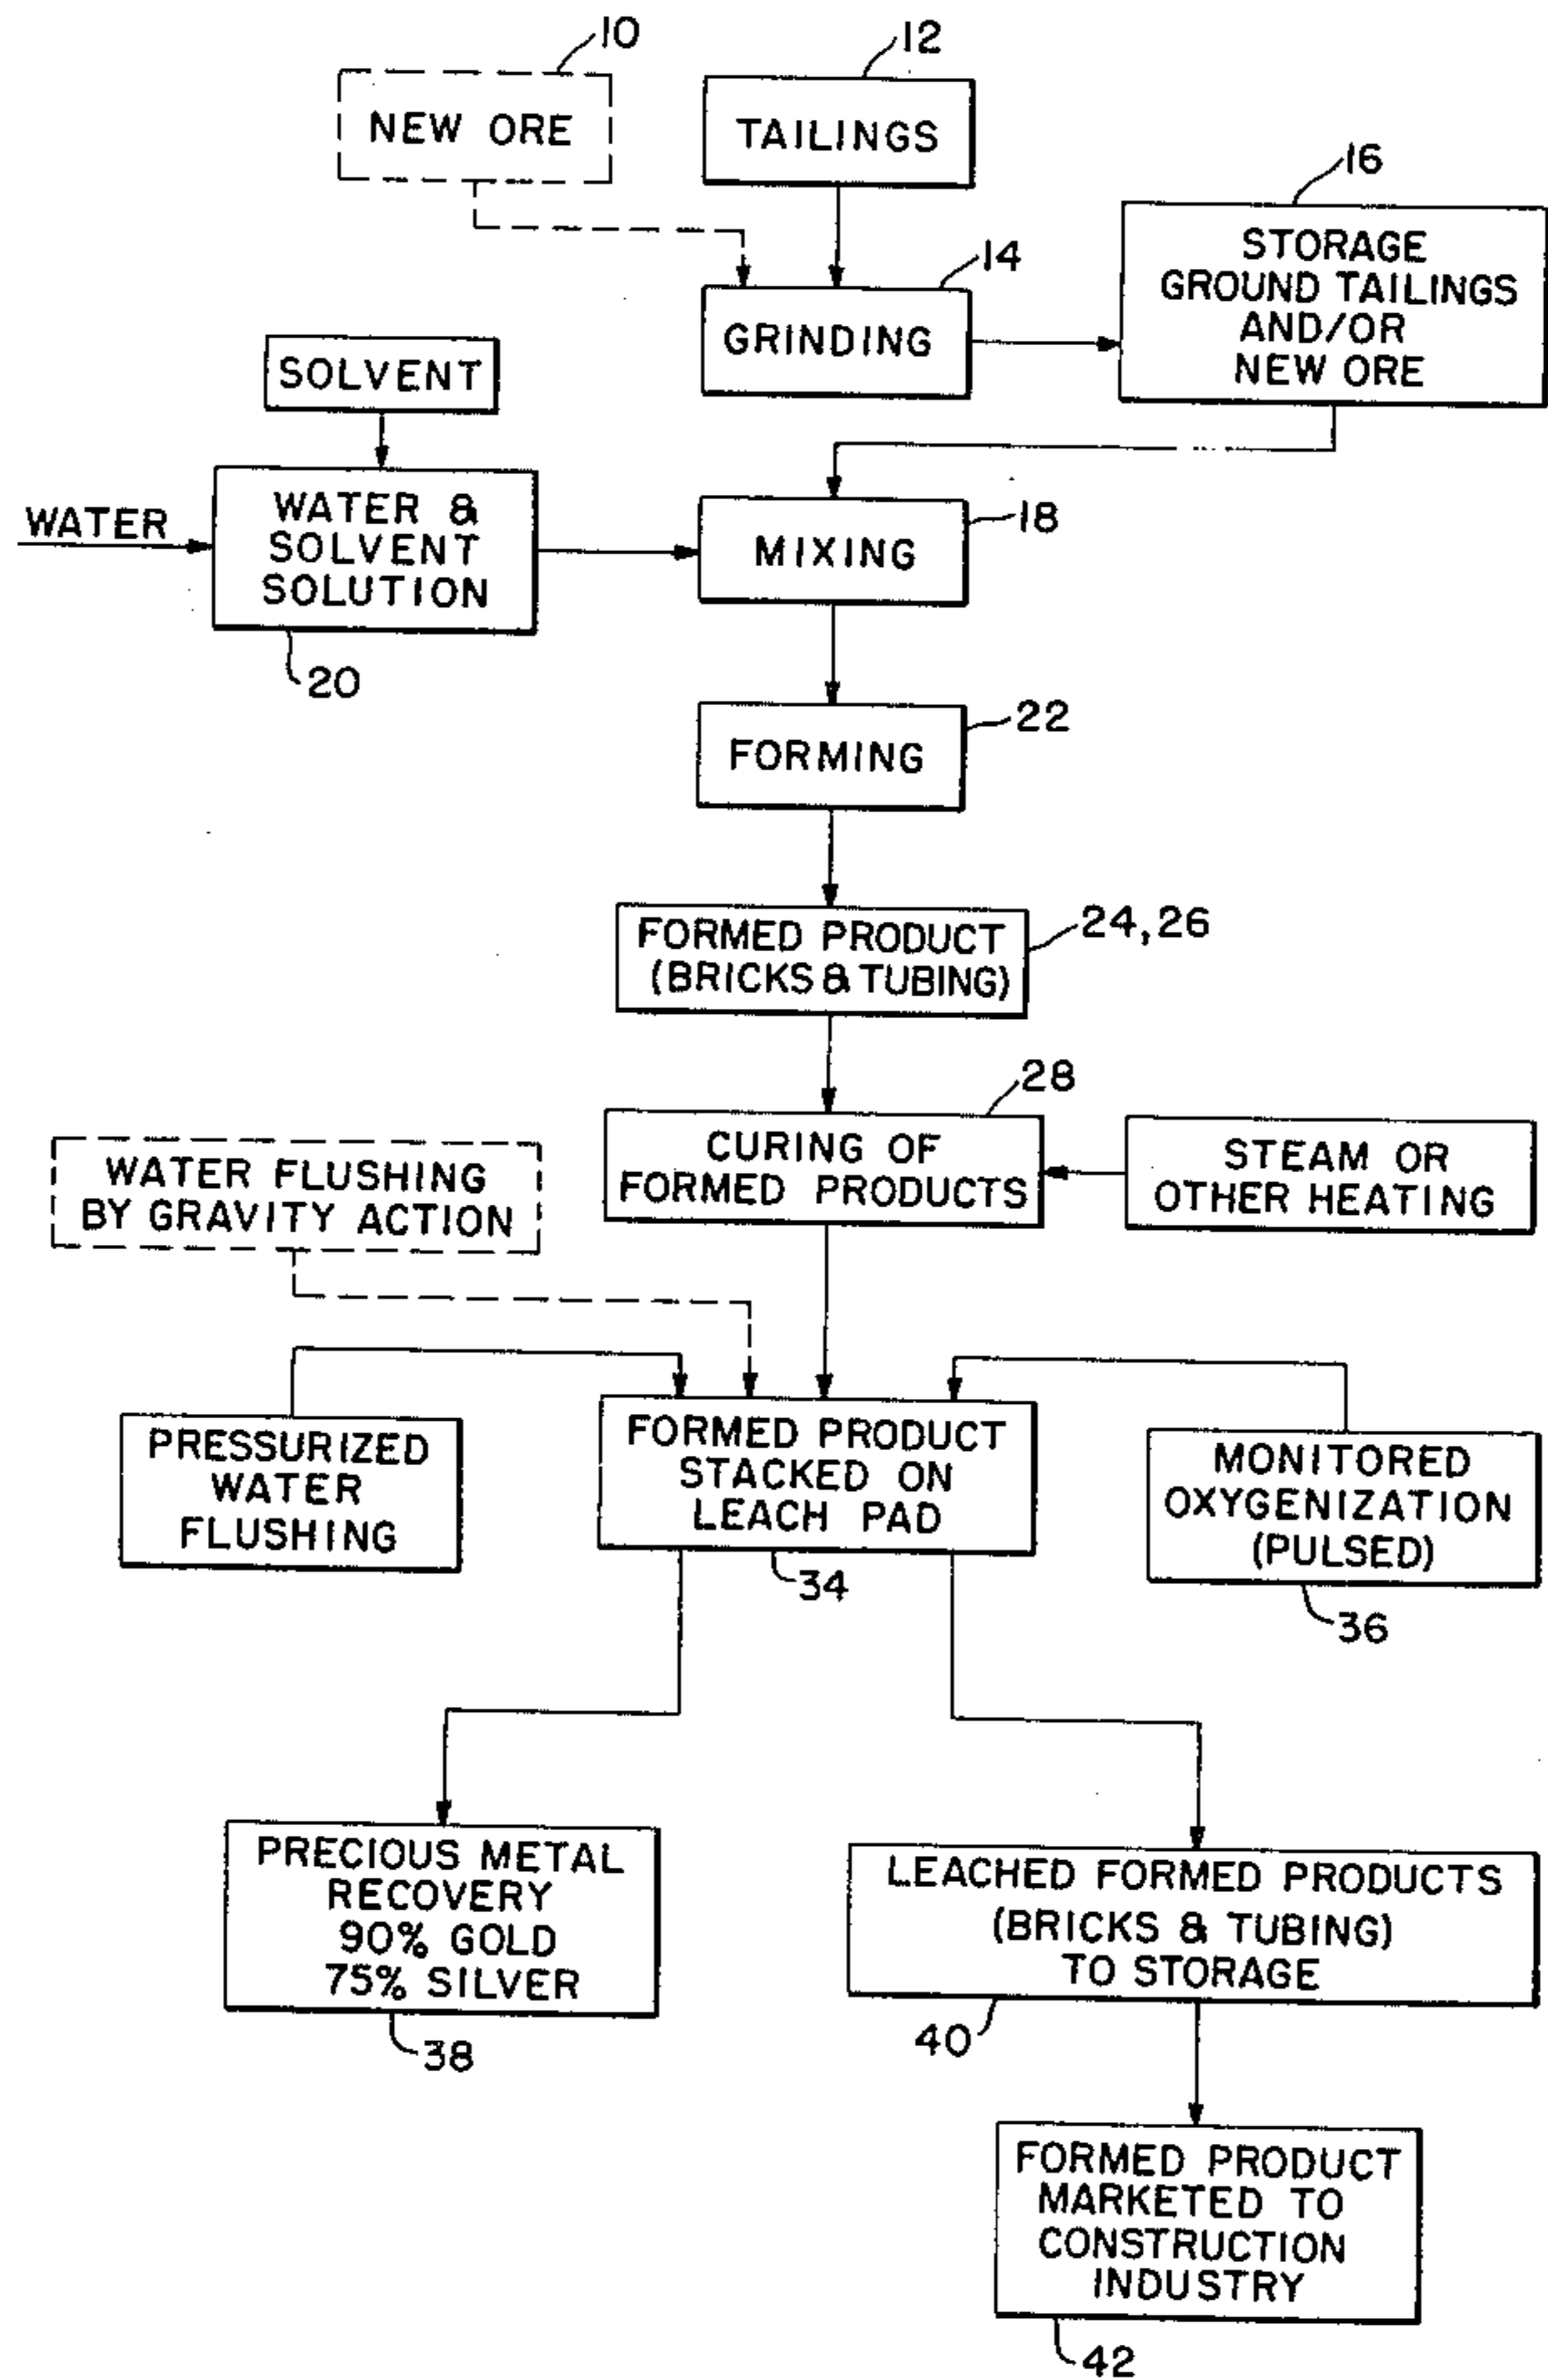 10
12
NEW ORE
TAILINGS
16
STORAGE
GROUND TAILINGS
AND/OR
NEW ORE
14
GRINDING
SOLVENT
WATER
WATER &
SOLVENT
SOLUTION
20
18
MIXING
22
FORMING
24, 26
FORMED PRODUCT
(BRICKS & TUBING)
28
CURING OF
FORMED PRODUCTS
STEAM OR
OTHER HEATING
WATER FLUSHING
BY GRAVITY ACTION
PRESSURIZED
WATER
FLUSHING
FORMED PRODUCT
STACKED ON
LEACH PAD
34
MONITORED
OXYGENIZATION
(PULSED)
36
PRECIOUS METAL
RECOVERY
90% GOLD
75% SILVER
38
LEACHED FORMED PRODUCTS
(BRICKS & TUBING)
TO STORAGE
40
FORMED PRODUCT
MARKETED TO
CONSTRUCTION
INDUSTRY
42